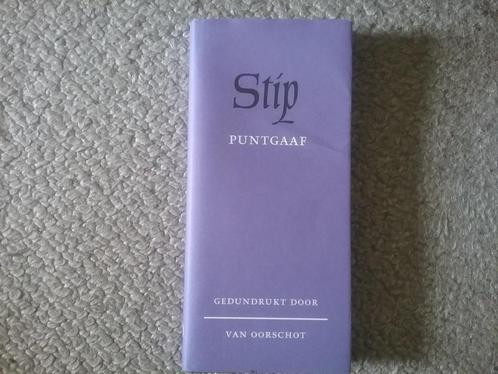 Stip
PUNTGAAF
GEDUNDRUKT DOOR
VAN OORSCHOT